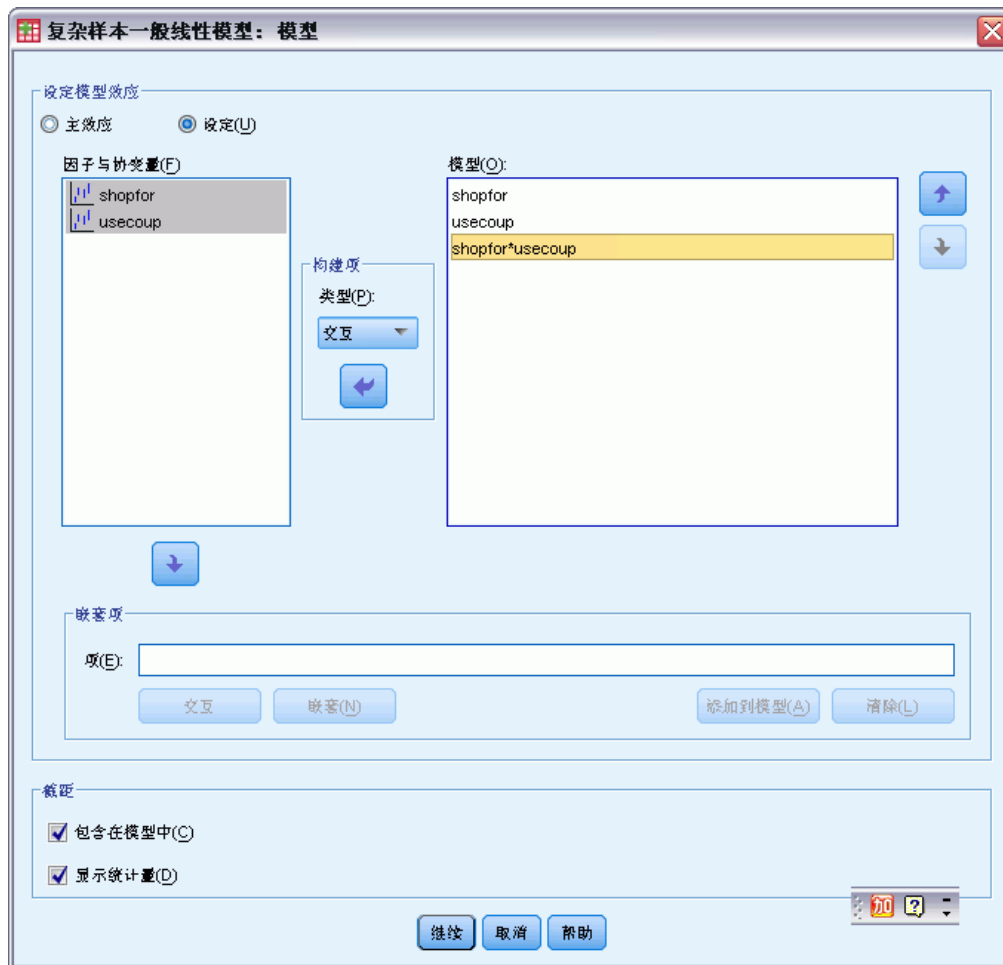 复杂样本一般线性模型：模型
设定模型效应
主效应 设定(U)
因子与协变量(F)
模型(O):
shopfor
usecoup
构建项
类型(P):
交互
shopfor
usecoup
shopfor*usecoup
嵌套项
项(E):
交互 嵌套(N) 添加到模型(A) 清除(L)
截距
包含在模型中(C)
显示统计量(D)
加 ?
继续 取消 帮助